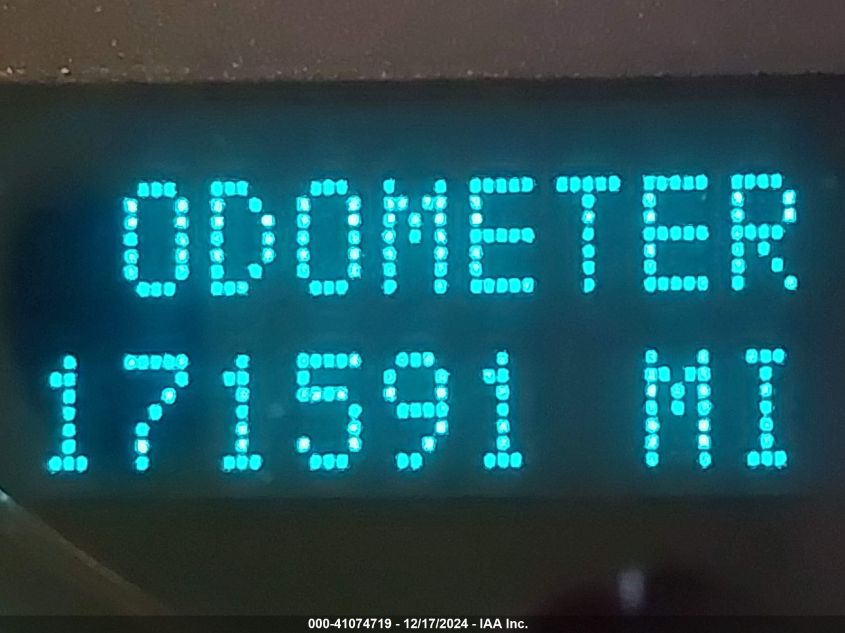 ODOMETER
171591 MI
000-41074719 - 12/17/2024 - IAA Inc.